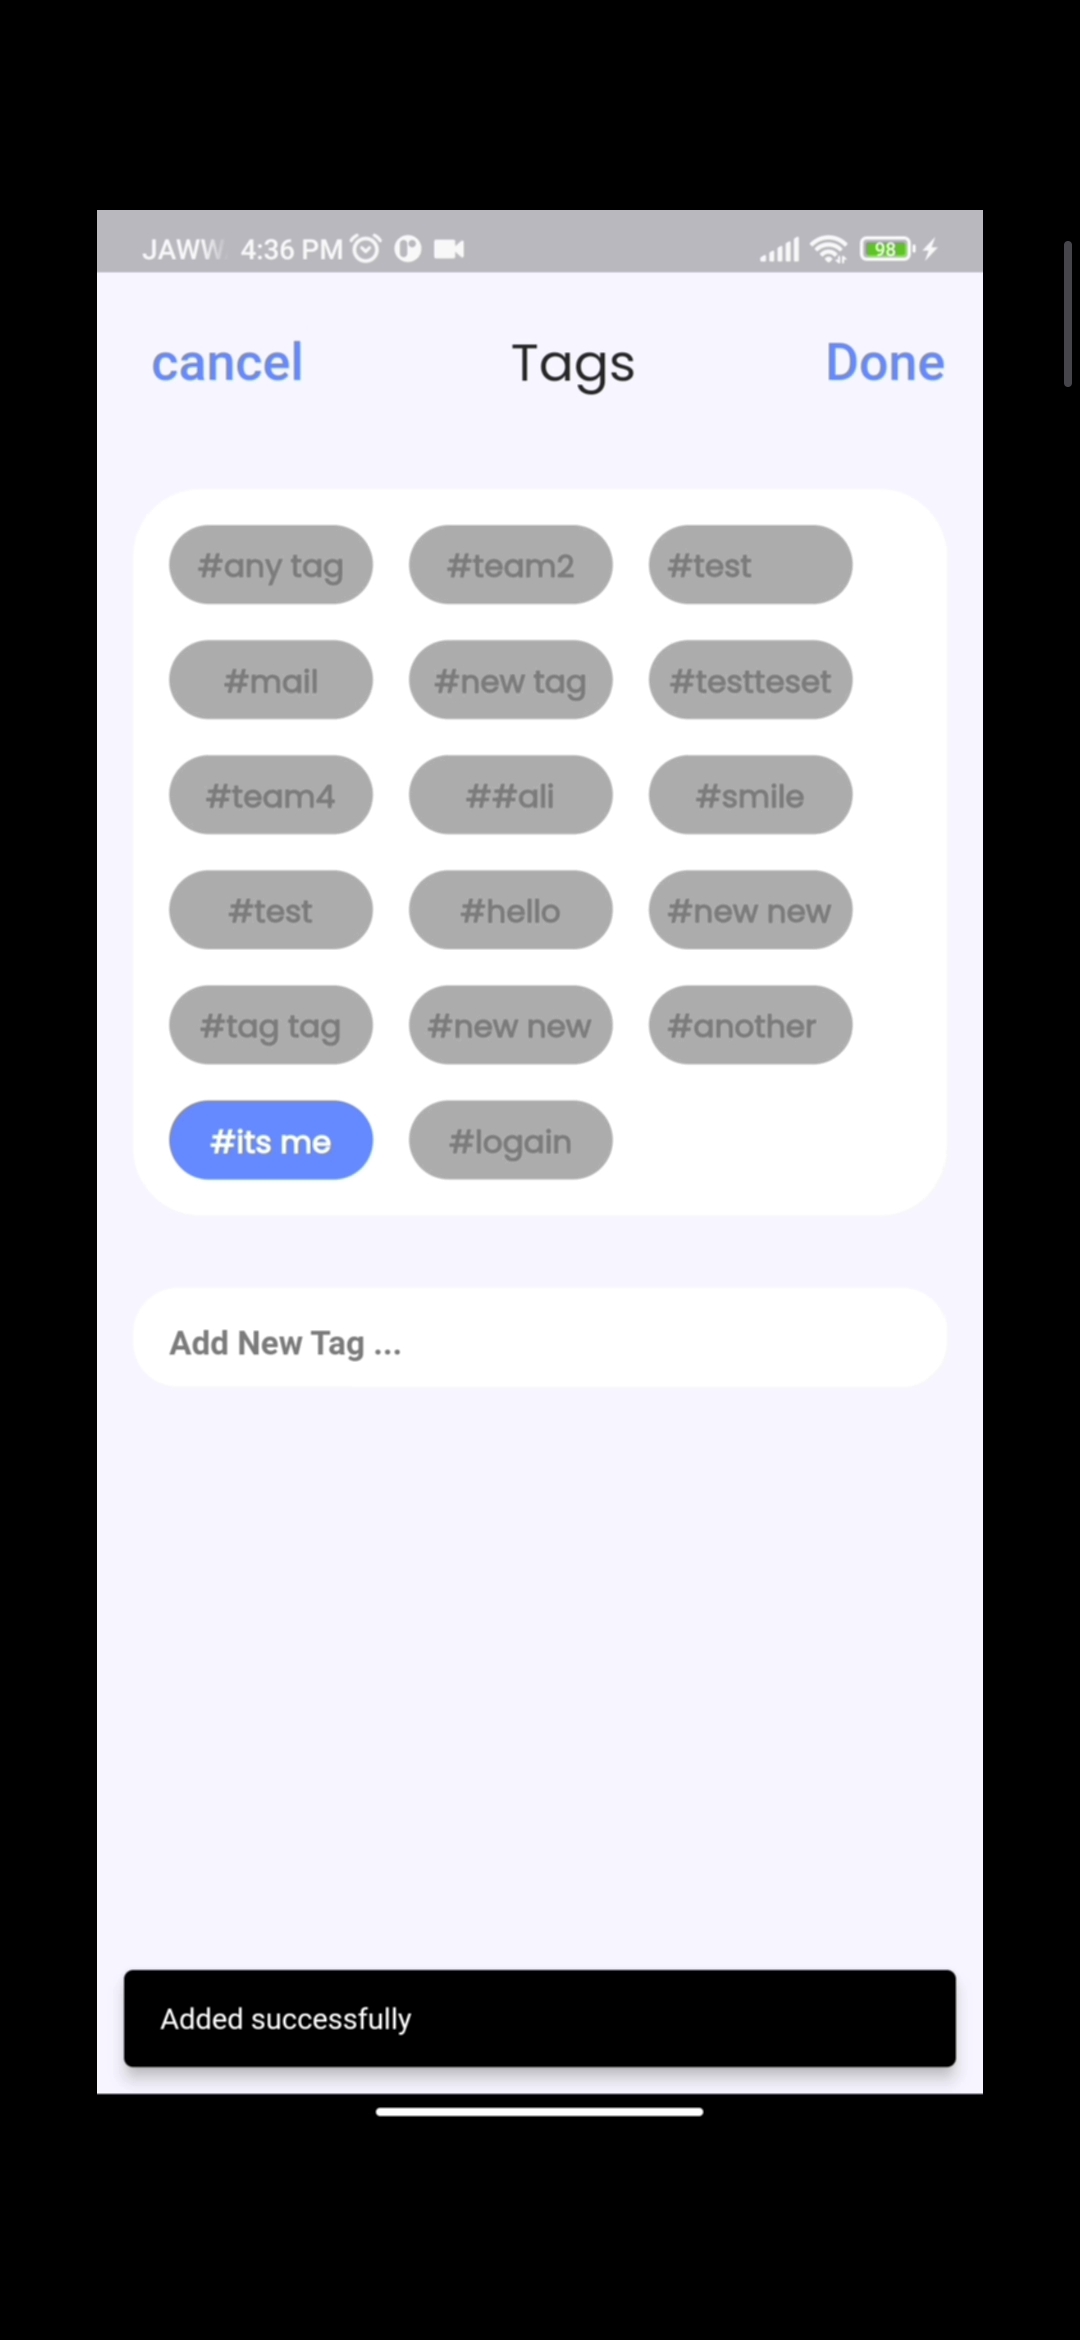 JAWW 4:36 PM 98
cancel Tags Done
#any tag #team2 #test
#mail #new tag #testteset
#team4 ##ali #smile
#test #hello #new new
#tag tag #new new #another
#its me #logain
Add New Tag ...
Added successfully